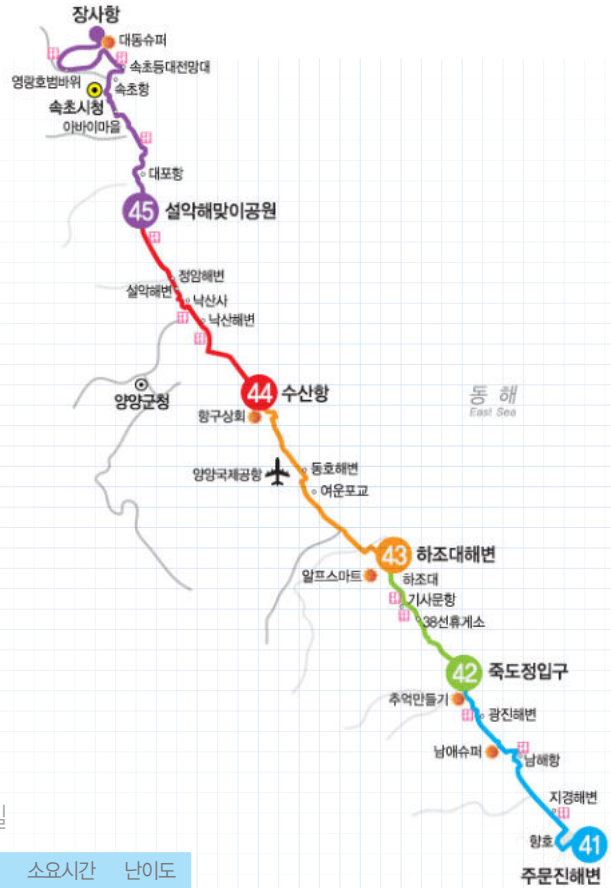 장사항
대동슈퍼
속초등대전망대
영랑호범바위
속초항
속초시청
아바이마을
대포항
45 설악해맞이공원
정암해변
설악해변
낙산사
낙산해변
44 수산항
동 해
East Sea
양양군청
항구상회
동호해변
양양국제공항
여운포교
43 하조대해변
알프스마트
하조대
기사문항
38선휴게소
42 죽도정입구
추억만들기
광진해변
남애슈퍼
남해항
지경해변
향호
41
주문진해변
소요시간 난이도